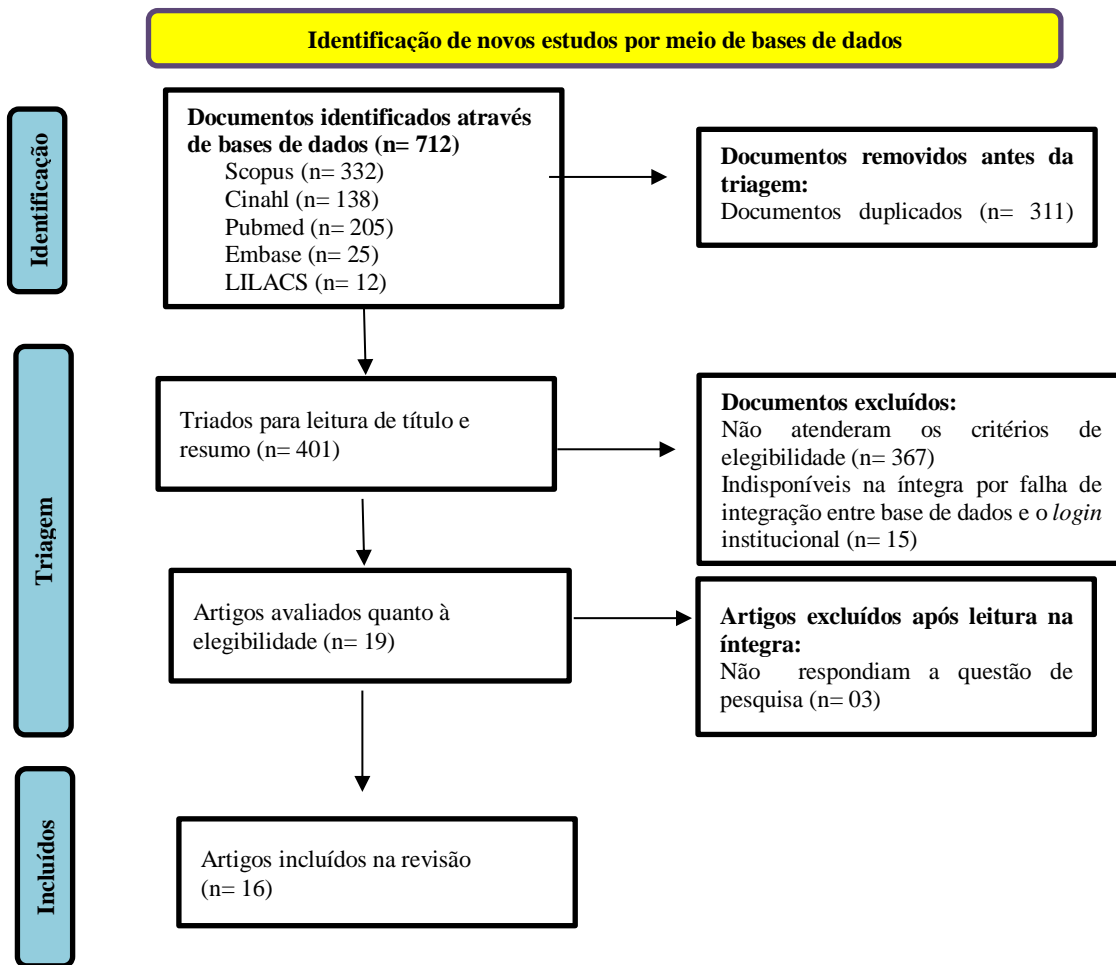 Identificação de novos estudos por meio de bases de dados
Identificação
Documentos identificados através
de bases de dados (n= 712)
Scopus (n= 332)
Cinahl (n= 138)
Pubmed (n= 205)
Embase (n= 25)
LILACS (n= 12)
Documentos removidos antes da
triagem:
Documentos duplicados (n= 311)
Triagem
Triados para leitura de título e
resumo (n= 401)
Documentos excluídos:
Não atenderam os critérios de
elegibilidade (n= 367)
Indisponíveis na íntegra por falha de
integração entre base de dados e o login
institucional (n= 15)
Artigos avaliados quanto à
elegibilidade (n= 19)
Artigos excluídos após leitura na
íntegra:
Não respondiam a questão de
pesquisa (n= 03)
Incluídos
Artigos incluídos na revisão
(n= 16)